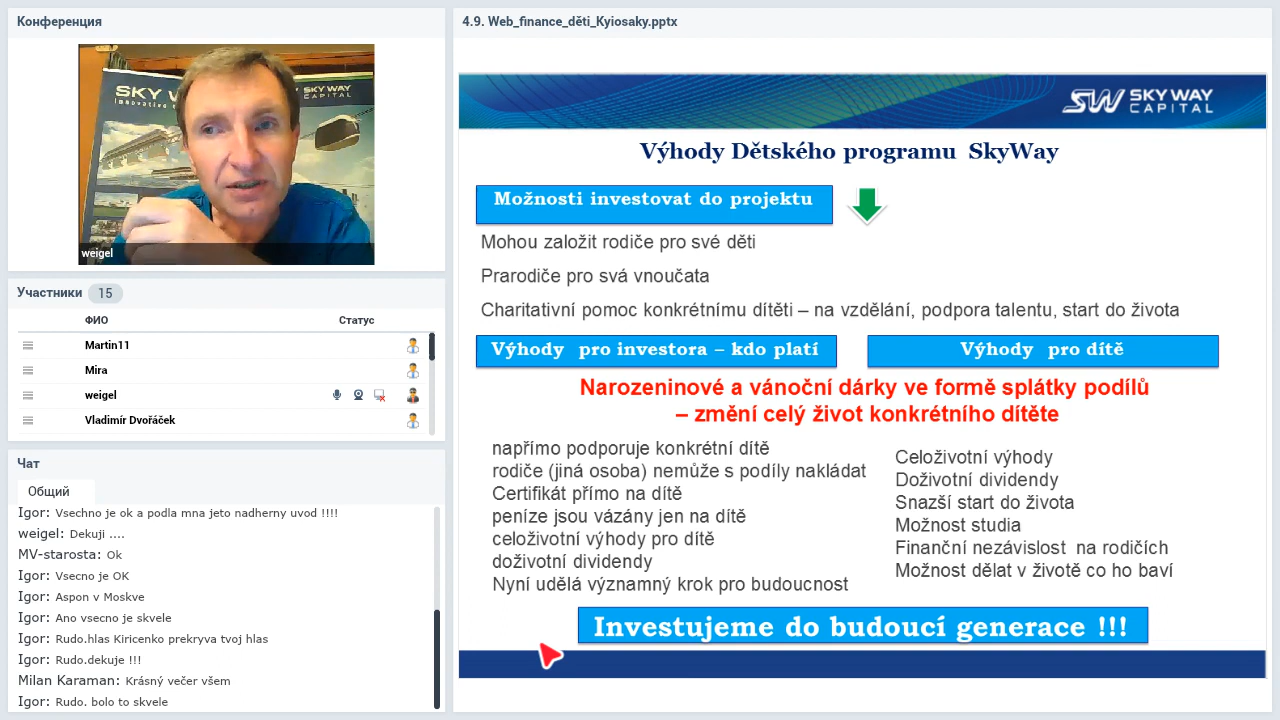 Конференция
SKY W
WAY
CAPITAL
weigel
Участники 15
ФИО Статус
Martin11
Mira
weigel
Vladimír Dvořáček
Чат
Общий
Igor: Vsechno je ok a podla mna jeto nadherny uvod !!!!
weigel: Dekuji ....
MV-starosta: Ok
Igor: Vsecno je OK
Igor: Aspon v Moskve
Igor: Ano vsecno je skvele
Igor: Rudo.hlas Kiricenko prekryva tvoj hlas
Igor: Rudo.dekuje !!!
Milan Karaman: Krásný večer všem
Igor: Rudo. bolo to skvele
4.9. Web_finance_děti_Kyiosaky.pptx
SW SKY WAY
CAPITAL
Výhody Dětského programu SkyWay
Možnosti investovat do projektu
Mohou založit rodiče pro své děti
Prarodiče pro svá vnoučata
Charitativní pomoc konkrétnímu dítěti – na vzdělání, podpora talentu, start do života
Výhody pro investora – kdo platí
Výhody pro dítě
Narozeninové a vánoční dárky ve formě splátky podílů
– změní celý život konkrétního dítěte
napřímo podporuje konkrétní dítě
rodiče (jiná osoba) nemůže s podíly nakládat
Certifikát přímo na dítě
peníze jsou vázány jen na dítě
celoživotní výhody pro dítě
doživotní dividendy
Nyní udělá významný krok pro budoucnost
Celoživotní výhody
Doživotní dividendy
Snazší start do života
Možnost studia
Finanční nezávislost na rodičích
Možnost dělat v životě co ho baví
Investujeme do budoucí generace !!!